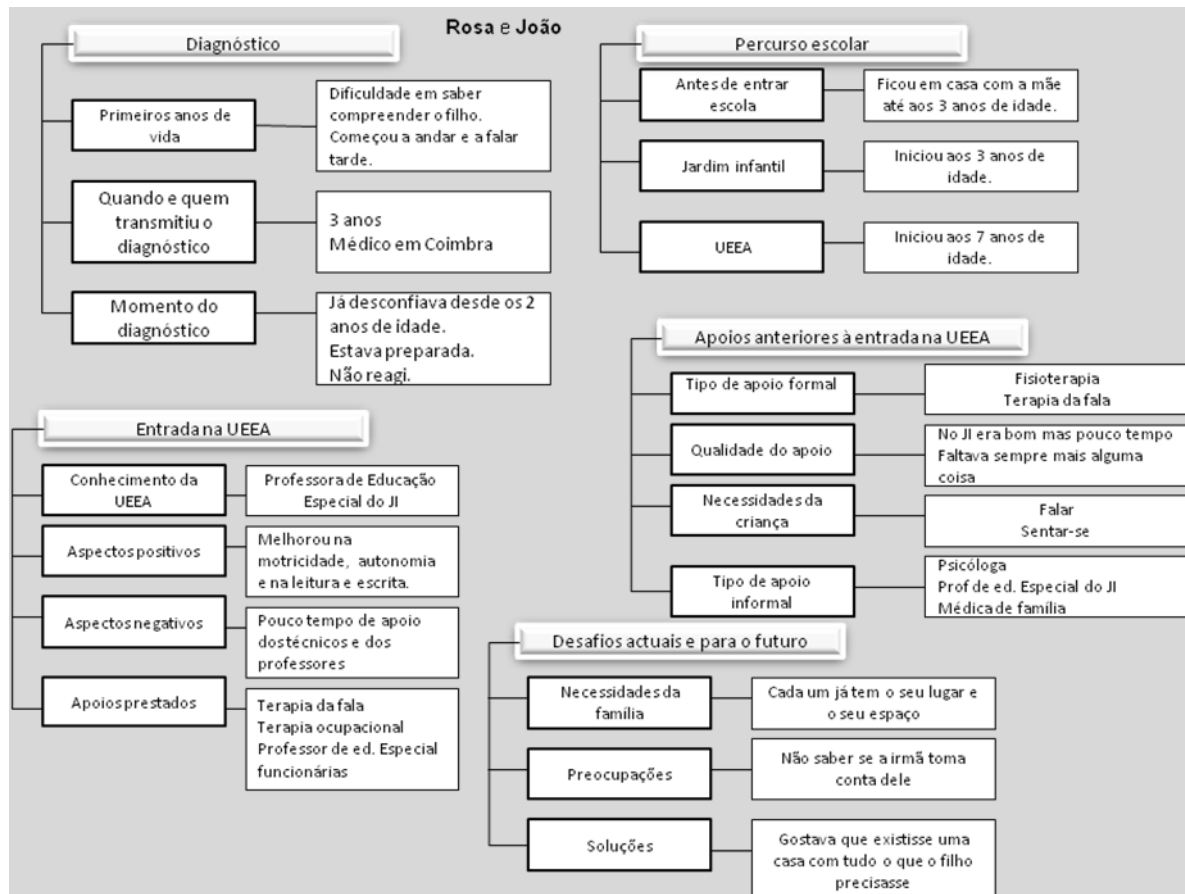 Rosa e João
Diagnóstico
Primeiros anos de
vida
Dificuldade em saber
compreender o filho.
Começou a andar e a falar
tarde.
Quando e quem
transmitiu o
diagnóstico
3 anos
Médico em Coimbra
Momento do
diagnóstico
Já desconfiava desde os 2
anos de idade.
Estava preparada.
Não reagi.
Percurso escolar
Antes de entrar
escola
Ficou em casa com a mãe
até aos 3 anos de idade.
Jardim infantil
Iniciou aos 3 anos de
idade.
UEEA
Iniciou aos 7 anos de
idade.
Apoios anteriores à entrada na UEEA
Tipo de apoio formal
Fisioterapia
Terapia da fala
Qualidade do apoio
No JI era bom mas pouco tempo
Faltava sempre mais alguma
coisa
Necessidades da
criança
Falar
Sentar-se
Tipo de apoio
informal
Psicóloga
Prof de ed. Especial do JI
Médica de família
Entrada na UEEA
Conhecimento da
UEEA
Professora de Educação
Especial do JI
Aspectos positivos
Melhorou na
motricidade, autonomia
e na leitura e escrita.
Aspectos negativos
Pouco tempo de apoio
dos técnicos e dos
professores
Apoios prestados
Terapia da fala
Terapia ocupacional
Professor de ed. Especial
funcionárias
Desafios actuais e para o futuro
Necessidades da
família
Cada um já tem o seu lugar e
o seu espaço
Preocupações
Não saber se a irmã toma
conta dele
Soluções
Gostava que existisse uma
casa com tudo o que o filho
precisasse